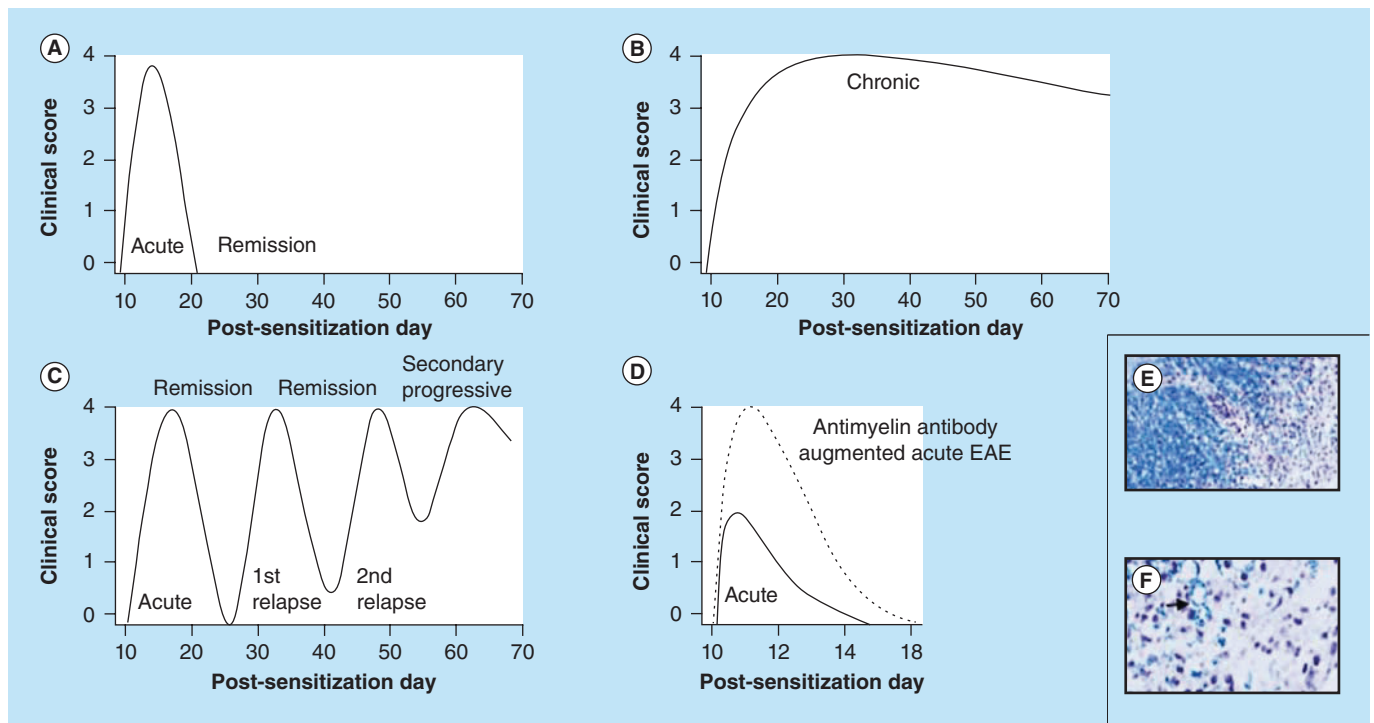 A
4
3
2
1
0
Clinical score
Acute
Remission
10 20 30 40 50 60 70
Post-sensitization day
B
4
3
2
1
0
Clinical score
Chronic
10 20 30 40 50 60 70
Post-sensitization day
C
Remission
Remission
Secondary
progressive
4
3
2
1
0
Clinical score
Acute
1st
relapse
2nd
relapse
10 20 30 40 50 60 70
Post-sensitization day
D
4
3
2
1
0
Clinical score
Antimyelin antibody
augmented acute EAE
Acute
10 12 14 18
Post-sensitization day
E
F